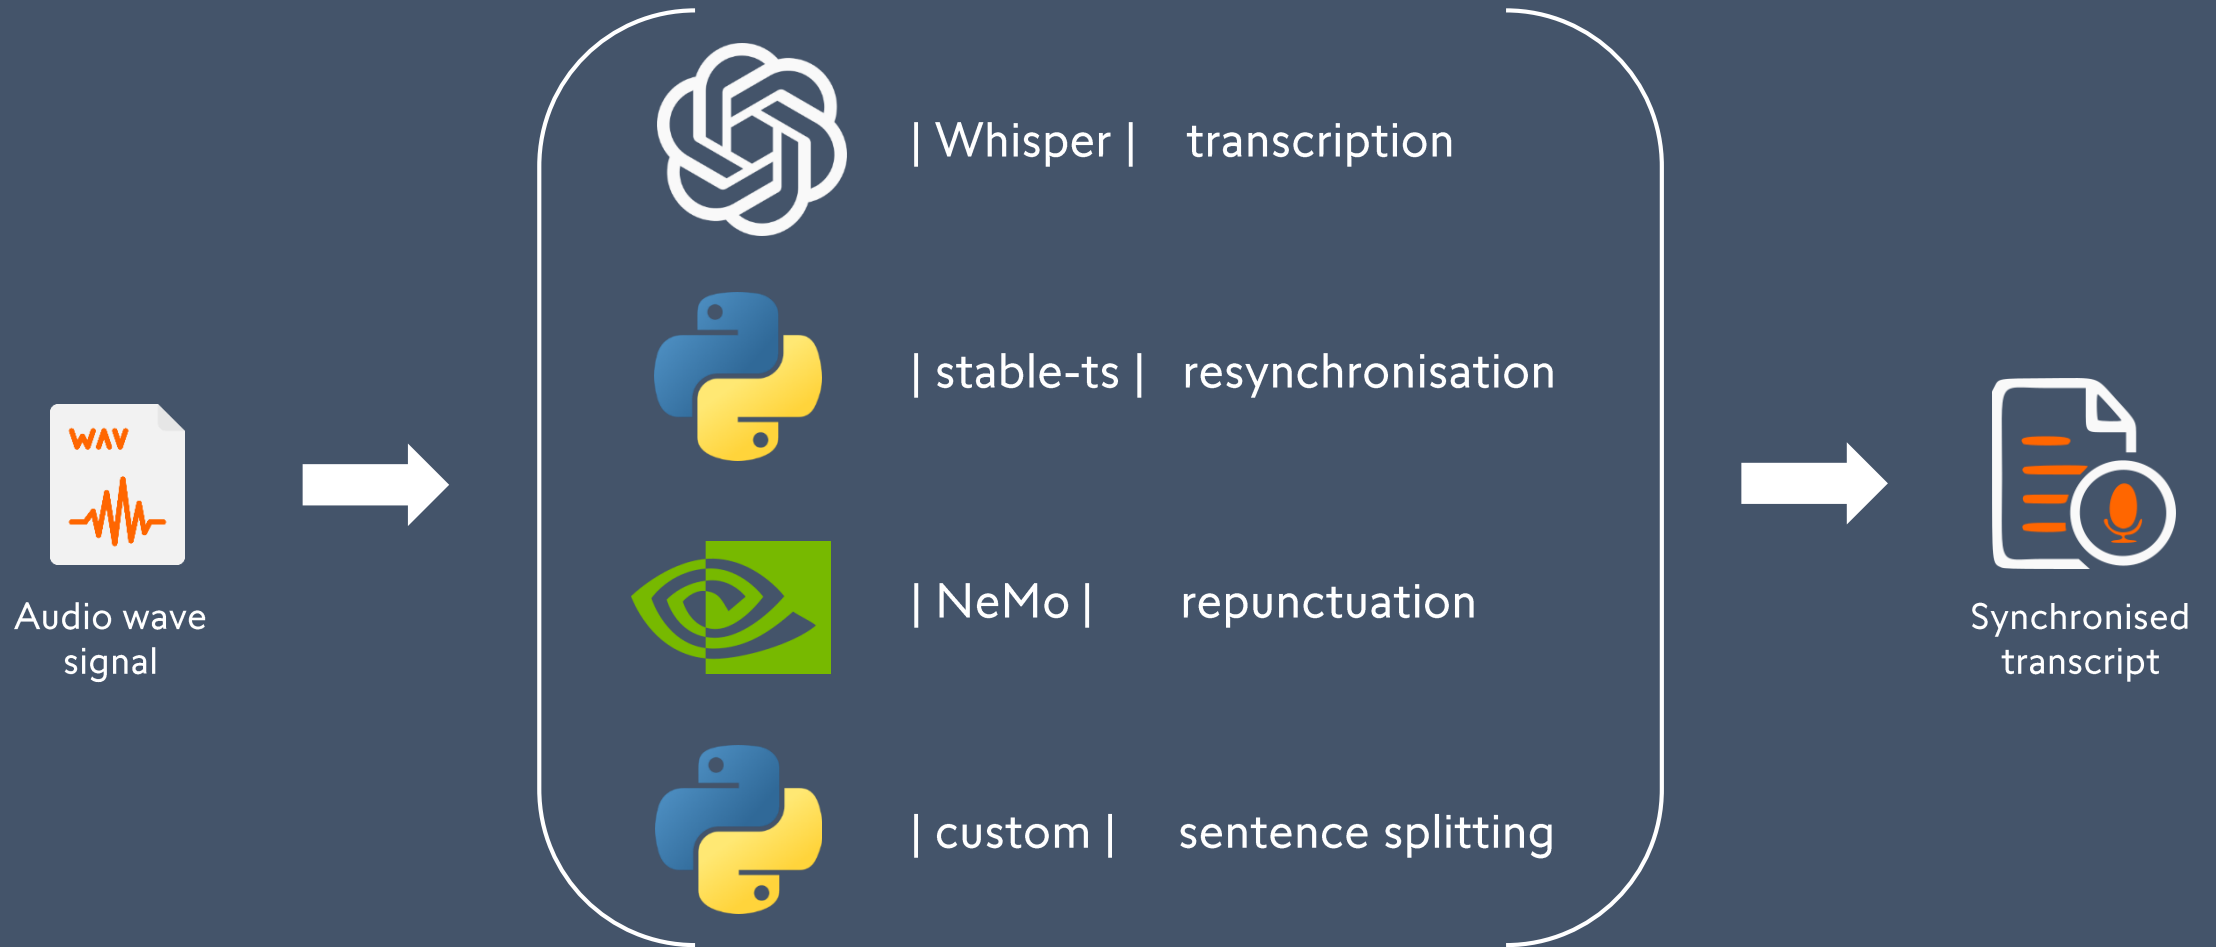 | Whisper | transcription
| stable-ts | resynchronisation
WAV
| NeMo | repunctuation
Audio wave
signal
Synchronised
transcript
| custom | sentence splitting